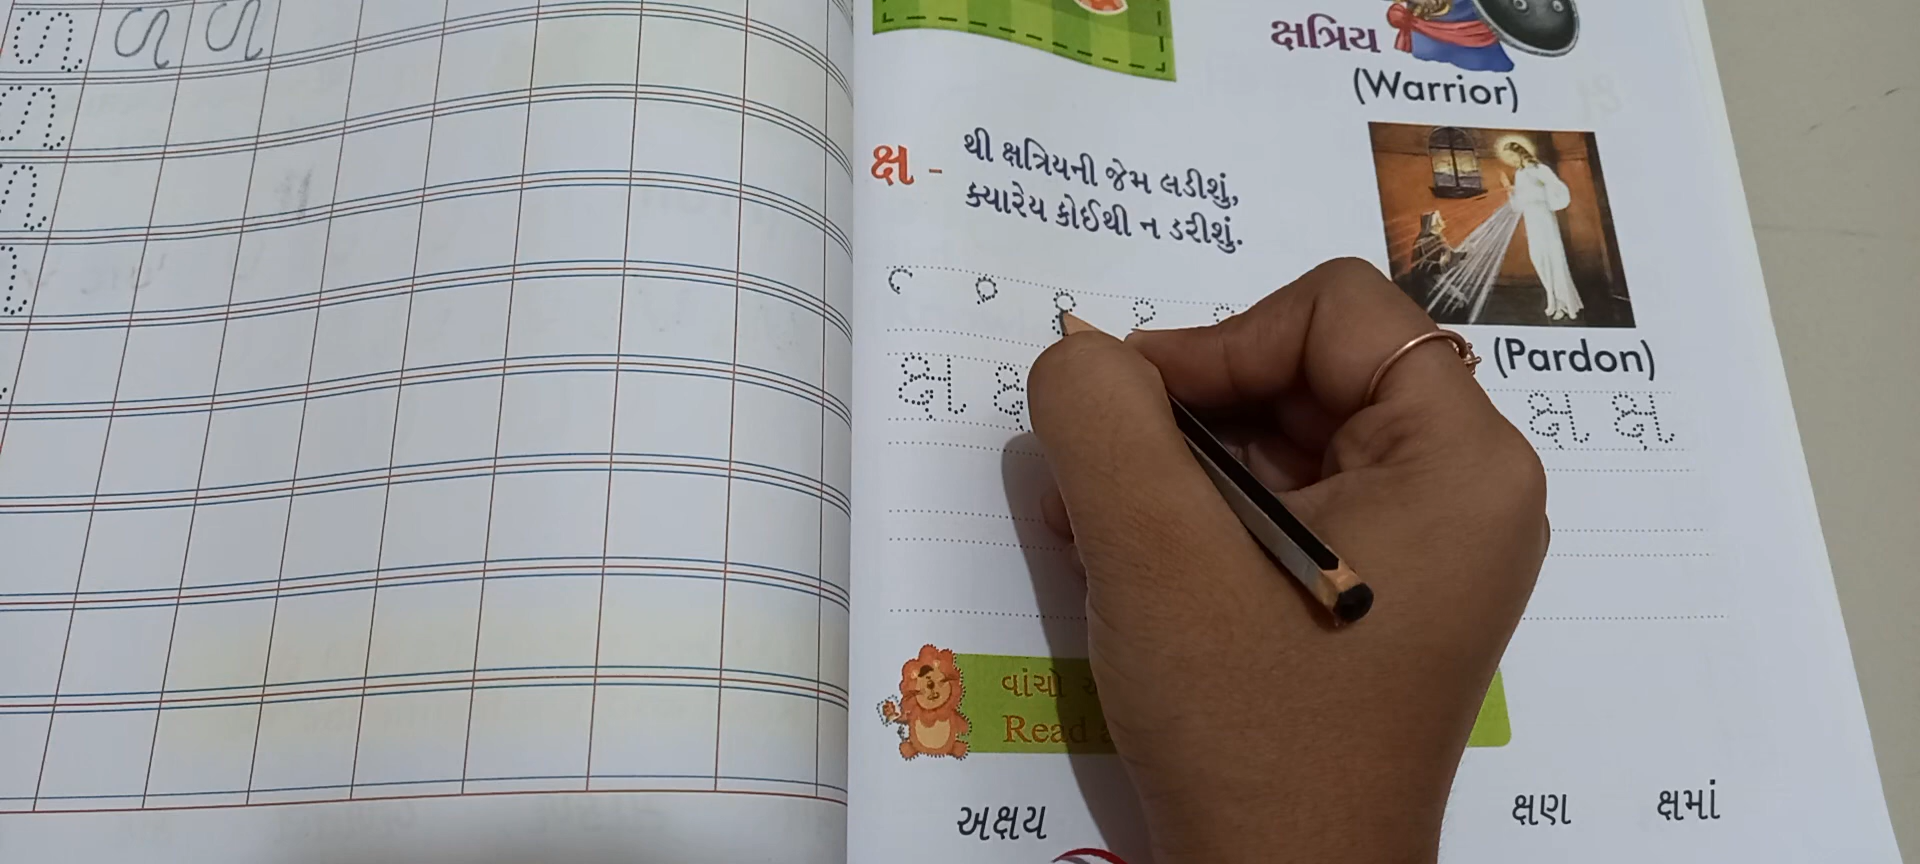 ળ ળ ળ
ળ
ળ
ક્ષત્રિય
(Warrior)
ક્ષ - થી ક્ષત્રિયની જેમ લડીશું,
ક્યારેય કોઈથી ન ડરીશું.
(Pardon)
ક્ષ ક્ષ ક્ષ
વાંચો
Read
અક્ષય ક્ષણ ક્ષમાં